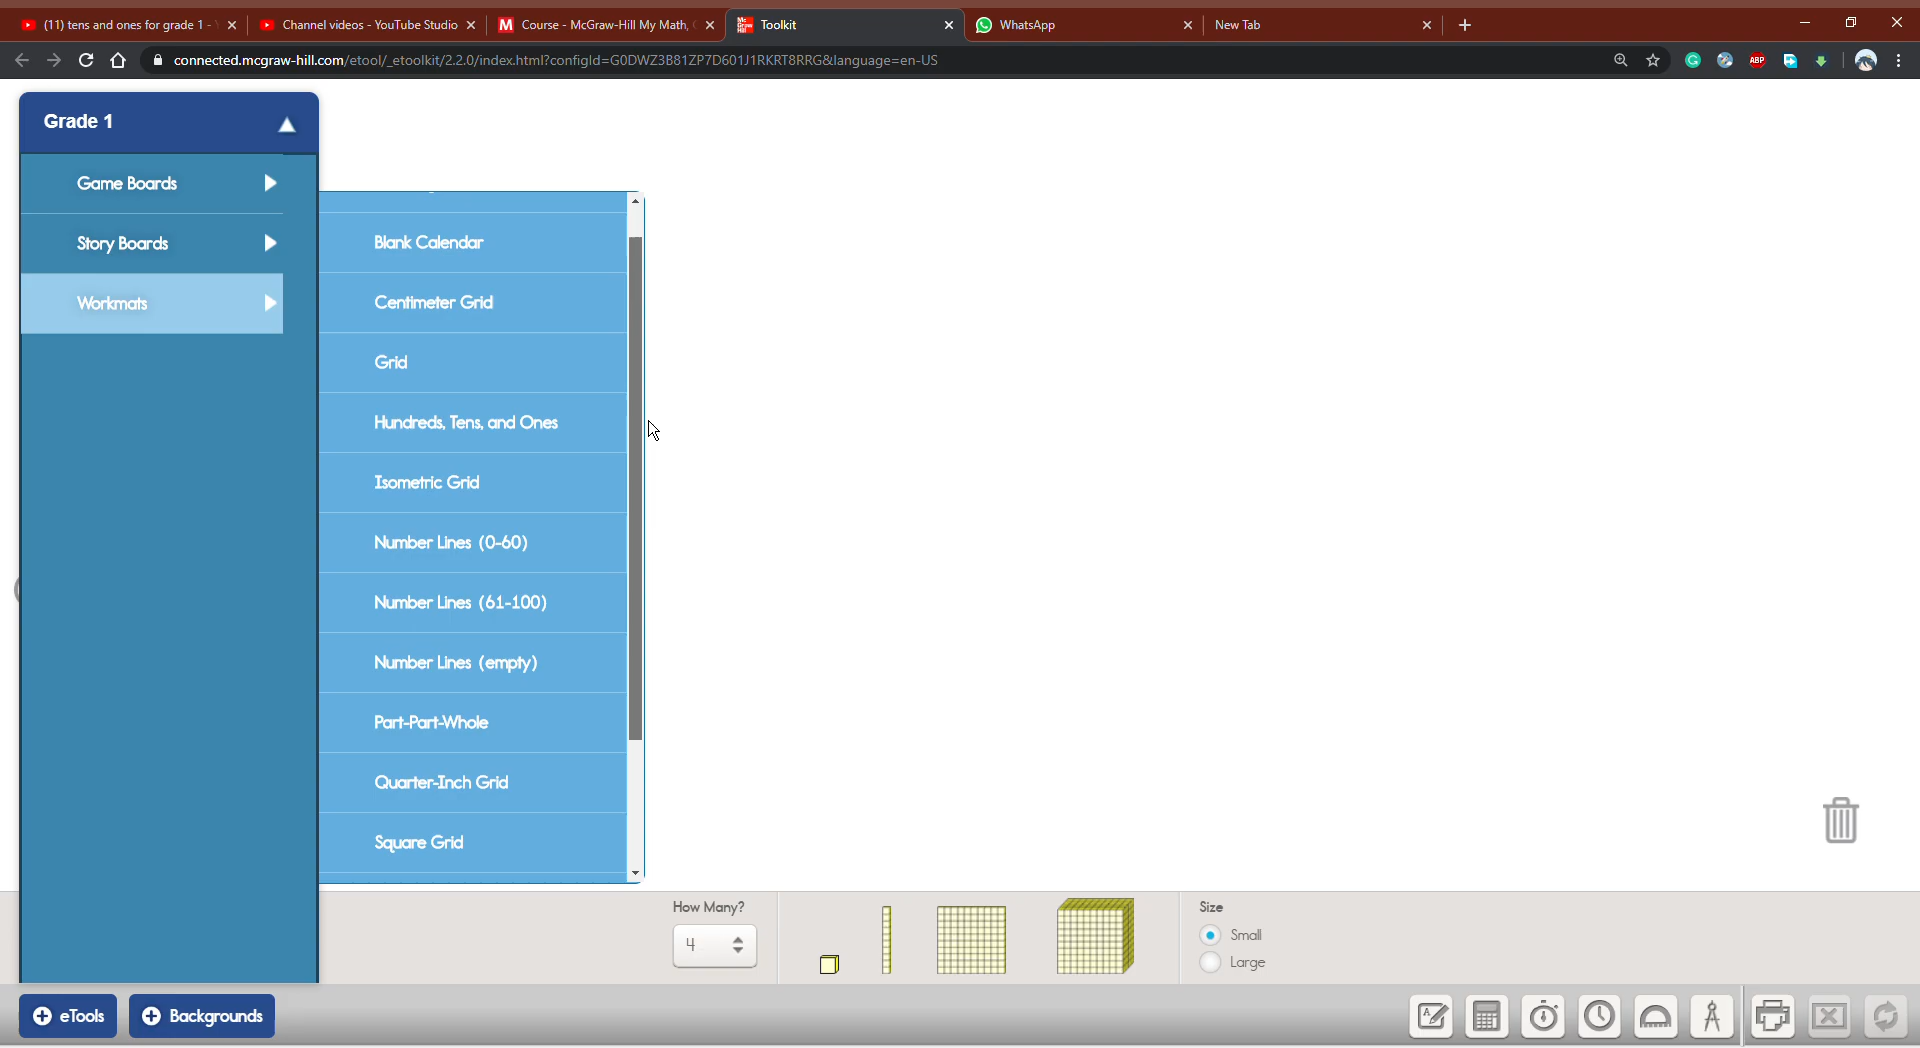 (11) tens and ones for grade 1 -
Channel videos - YouTube Studio
Course - McGraw-Hill My Math,
Toolkit
WhatsApp
New Tab
connected.mcgraw-hill.com/etool/_etoolkit/2.2.0/index.html?configId=G0DWZ3B81ZP7D601J1RKRT8RRG&language=en-US
ABP
Grade 1
Game Boards
Story Boards
Workmats
Blank Calendar
Centimeter Grid
Grid
Hundreds, Tens, and Ones
Isometric Grid
Number Lines (0-60)
Number Lines (61-100)
Number Lines (empty)
Part-Part-Whole
Quarter-Inch Grid
Square Grid
How Many?
4
Size
Small
Large
eTools
Backgrounds